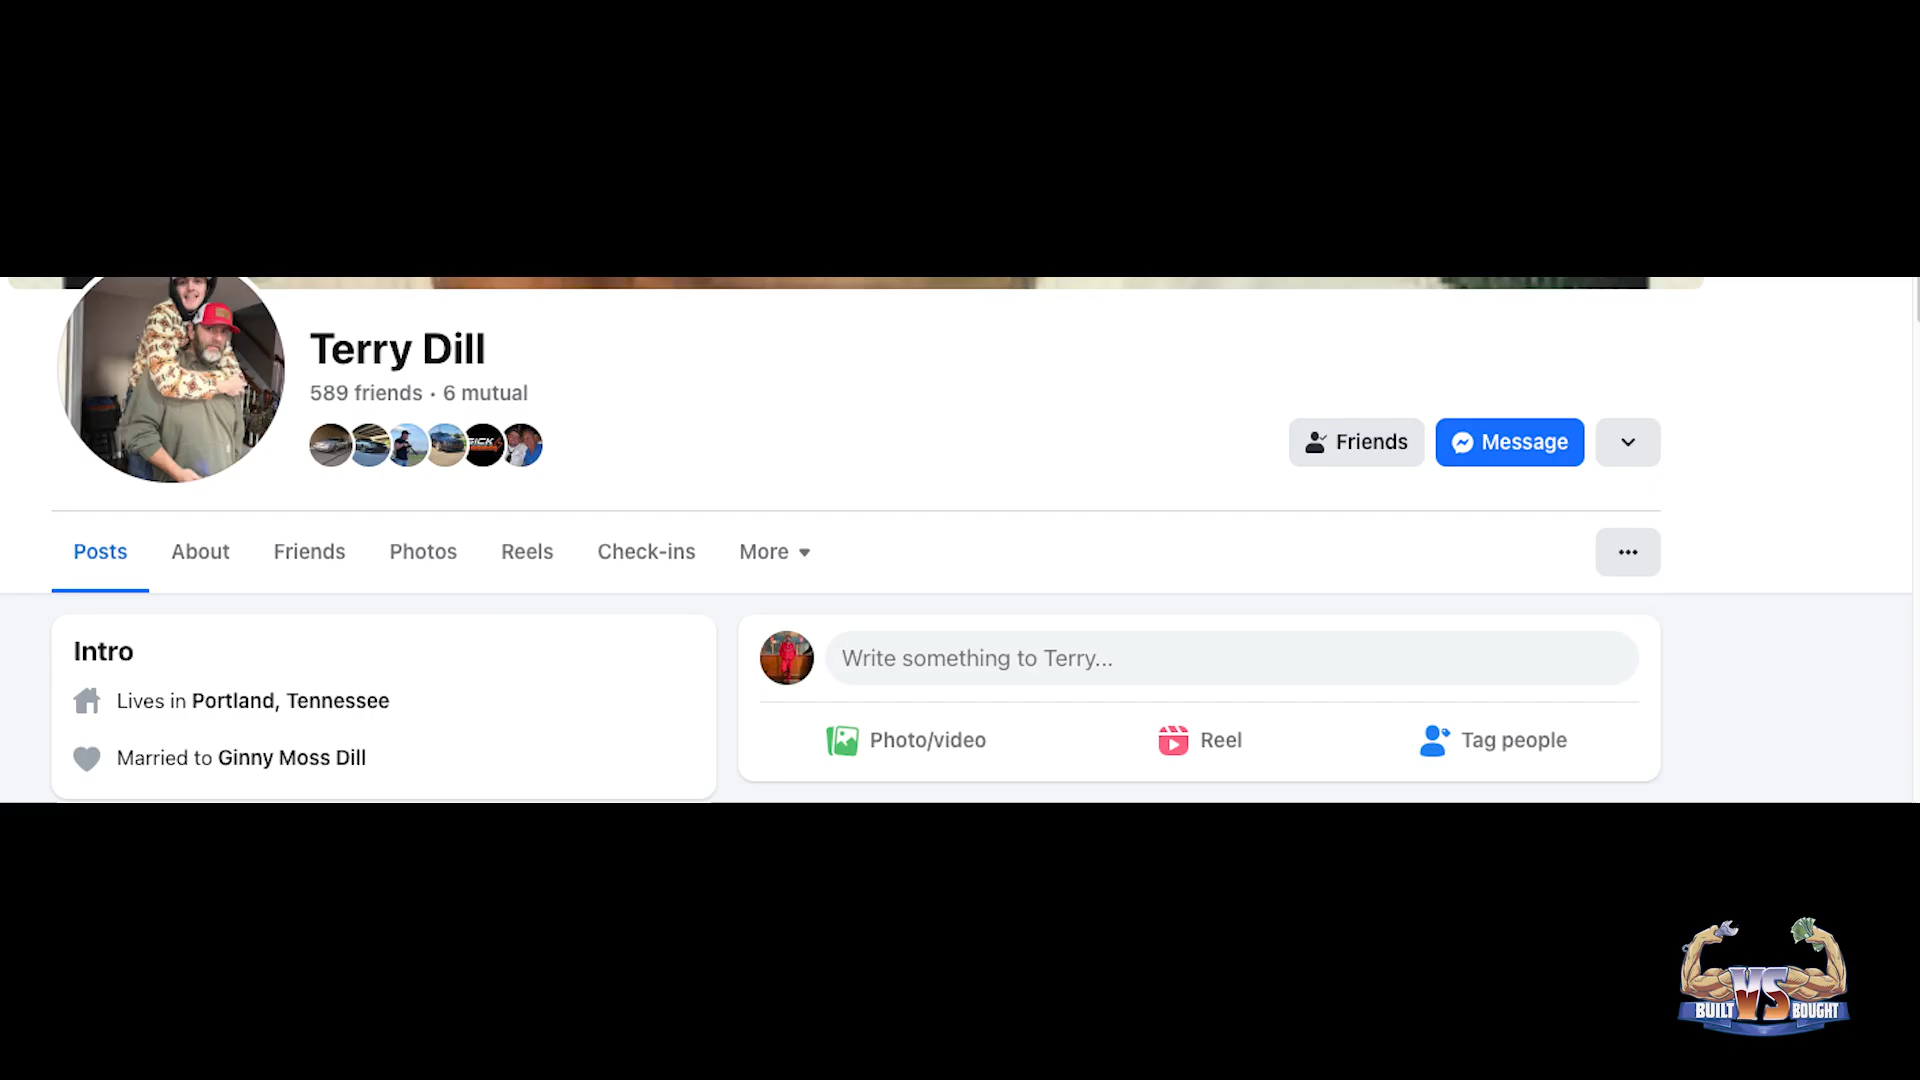 Terry Dill
589 friends · 6 mutual
SICK
Friends
Message
Posts
About
Friends
Photos
Reels
Check-ins
More
Intro
Lives in Portland, Tennessee
Married to Ginny Moss Dill
Write something to Terry...
Photo/video
Reel
Tag people
BUILT VS BOUGHT